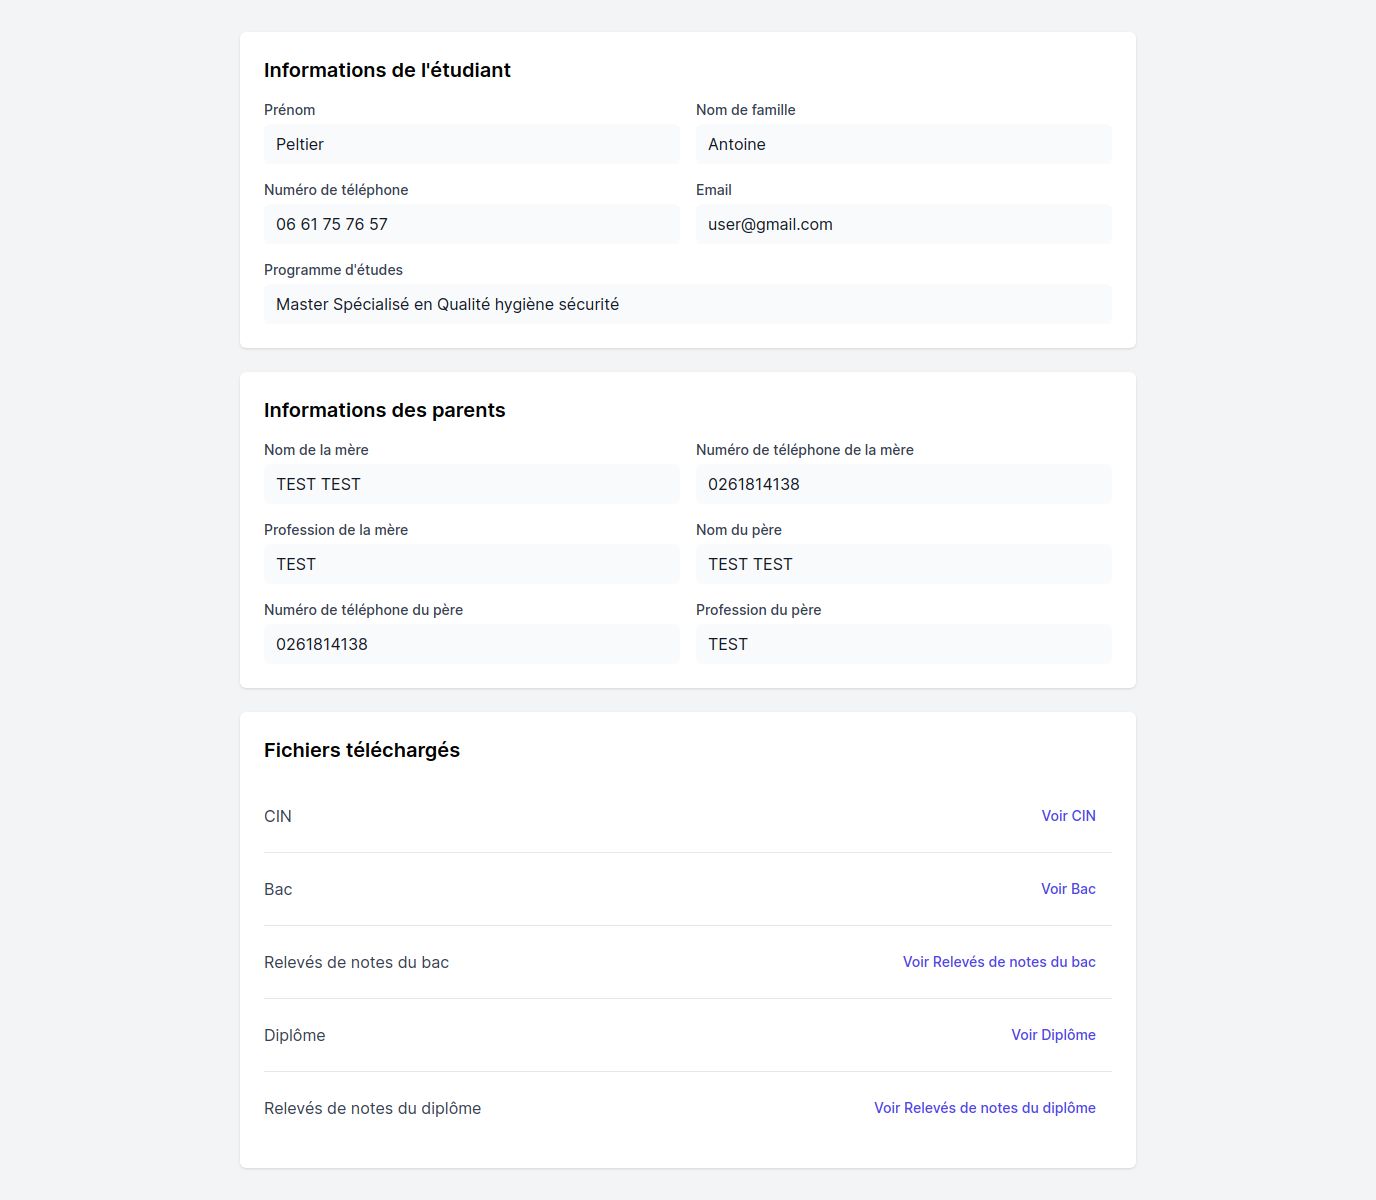 Informations de l'étudiant
Prénom
Nom de famille
Peltier
Antoine
Numéro de téléphone
Email
06 61 75 76 57
user@gmail.com
Programme d'études
Master Spécialisé en Qualité hygiène sécurité
Informations des parents
Nom de la mère
Numéro de téléphone de la mère
TEST TEST
0261814138
Profession de la mère
Nom du père
TEST
TEST TEST
Numéro de téléphone du père
Profession du père
0261814138
TEST
Fichiers téléchargés
CIN
Voir CIN
Bac
Voir Bac
Relevés de notes du bac
Voir Relevés de notes du bac
Diplôme
Voir Diplôme
Relevés de notes du diplôme
Voir Relevés de notes du diplôme